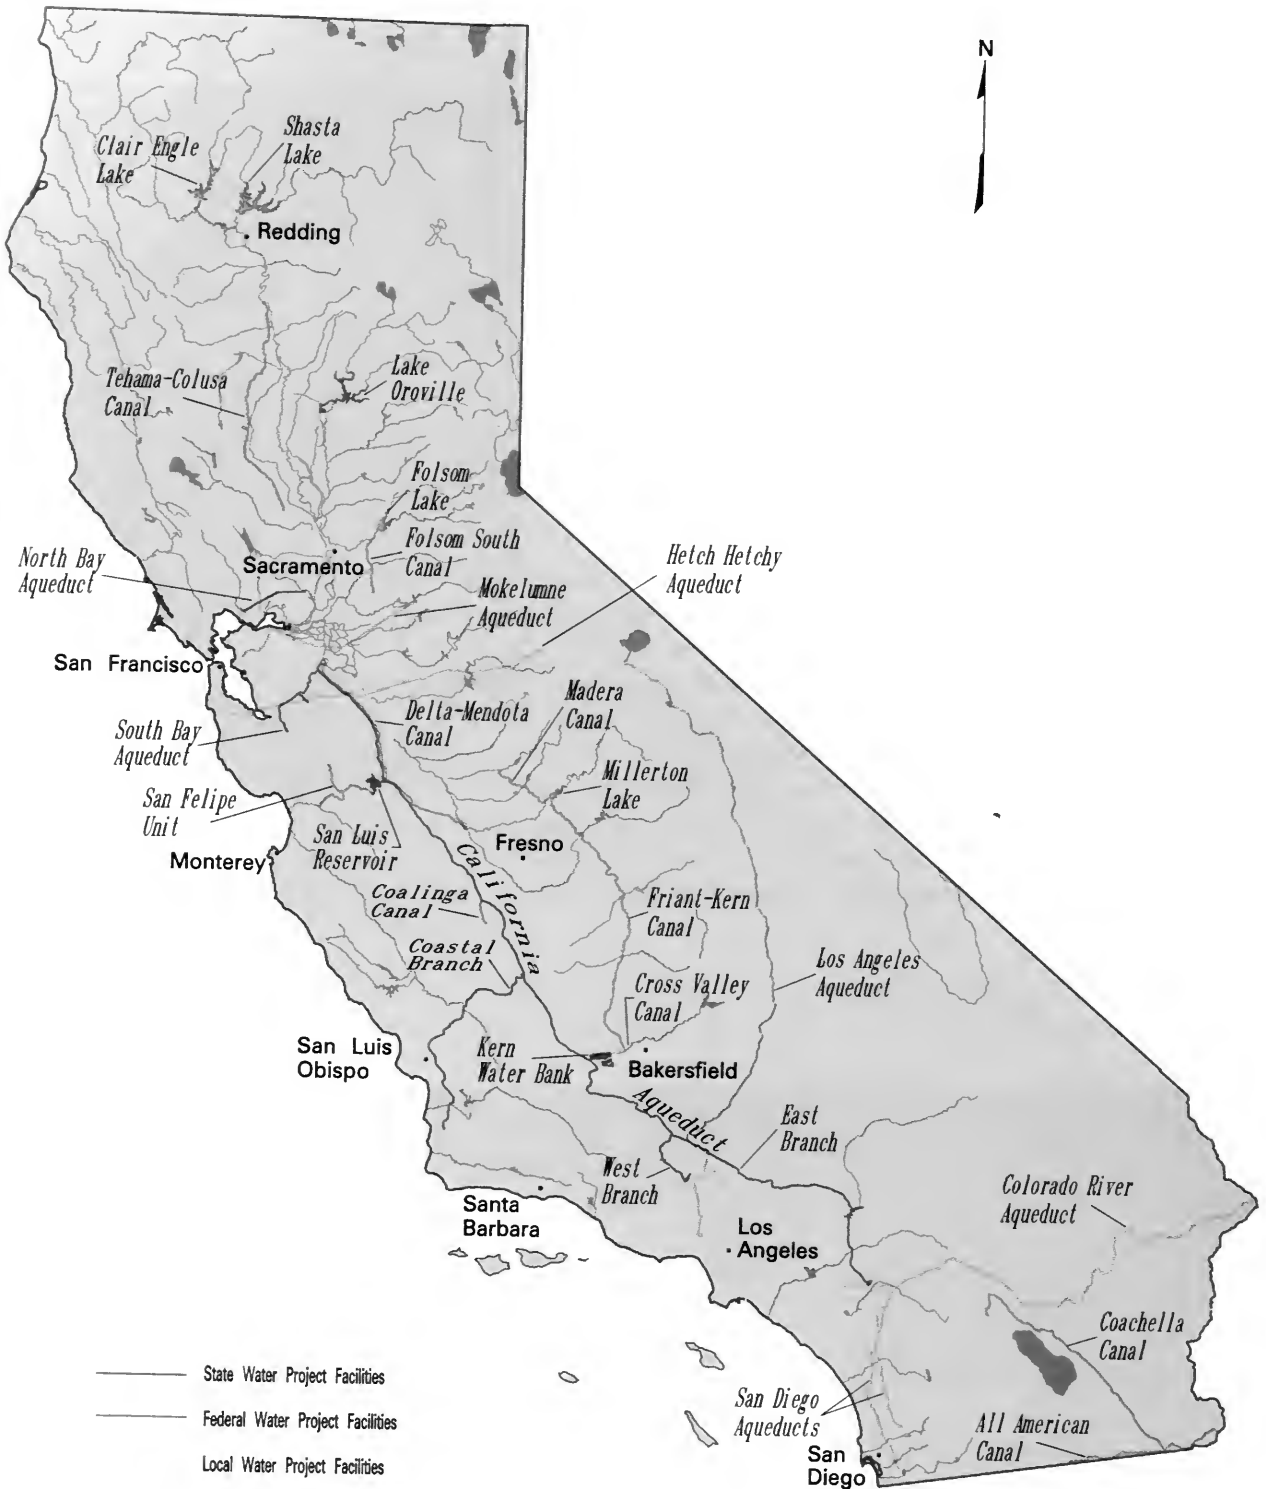 N
Shasta
Lake
Clair Engle
Lake
Redding
Lake
Oroville
Tehama-Colusa
Canal
Folsom
Lake
Folsom South
Canal
North Bay
Aqueduct
Sacramento
Hetch Hetchy
Aqueduct
Mokelumne
Aqueduct
San Francisco
Madera
Canal
Delta-Mendota
Canal
South Bay
Aqueduct
Millerton
Lake
San Felipe
Unit
San Luis
Reservoir
Fresno
Monterey
California
Coalinga
Canal
Friant-Kern
Canal
Coastal
Branch
Los Angeles
Aqueduct
Cross Valley
Canal
San Luis
Obispo
Kern
Water Bank
Bakersfield
Aqueduct
East
Branch
West
Branch
Colorado River
Aqueduct
Santa
Barbara
Los
Angeles
Coachella
Canal
State Water Project Facilities
San Diego
Aqueducts
Federal Water Project Facilities
All American
Canal
San
Diego
Local Water Project Facilities